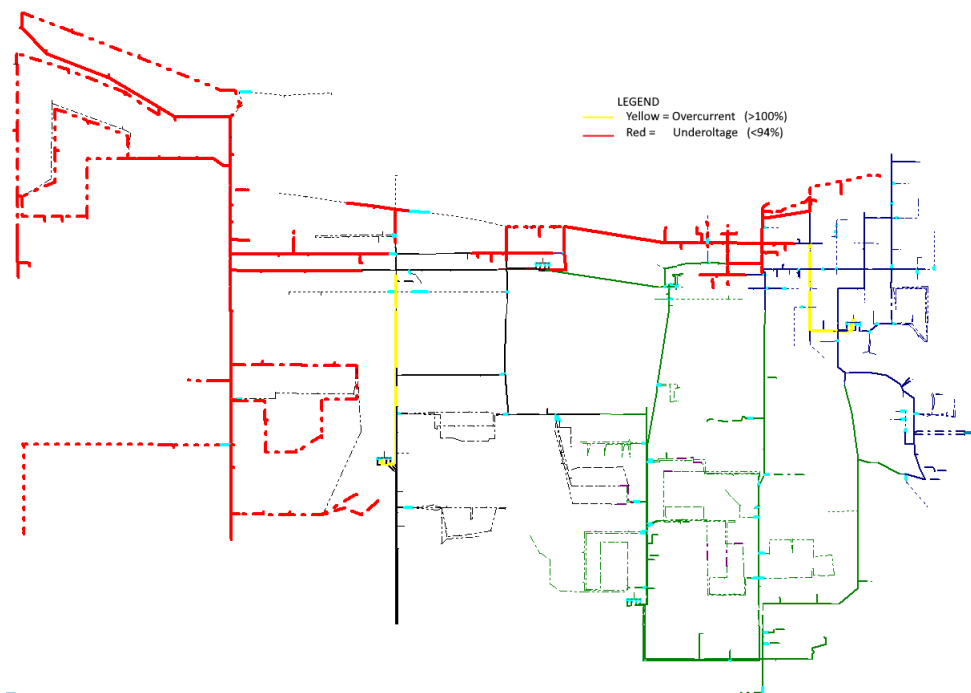 LEGEND
Yellow = Overcurrent (>100%)
Red = Underoltage (<94%)